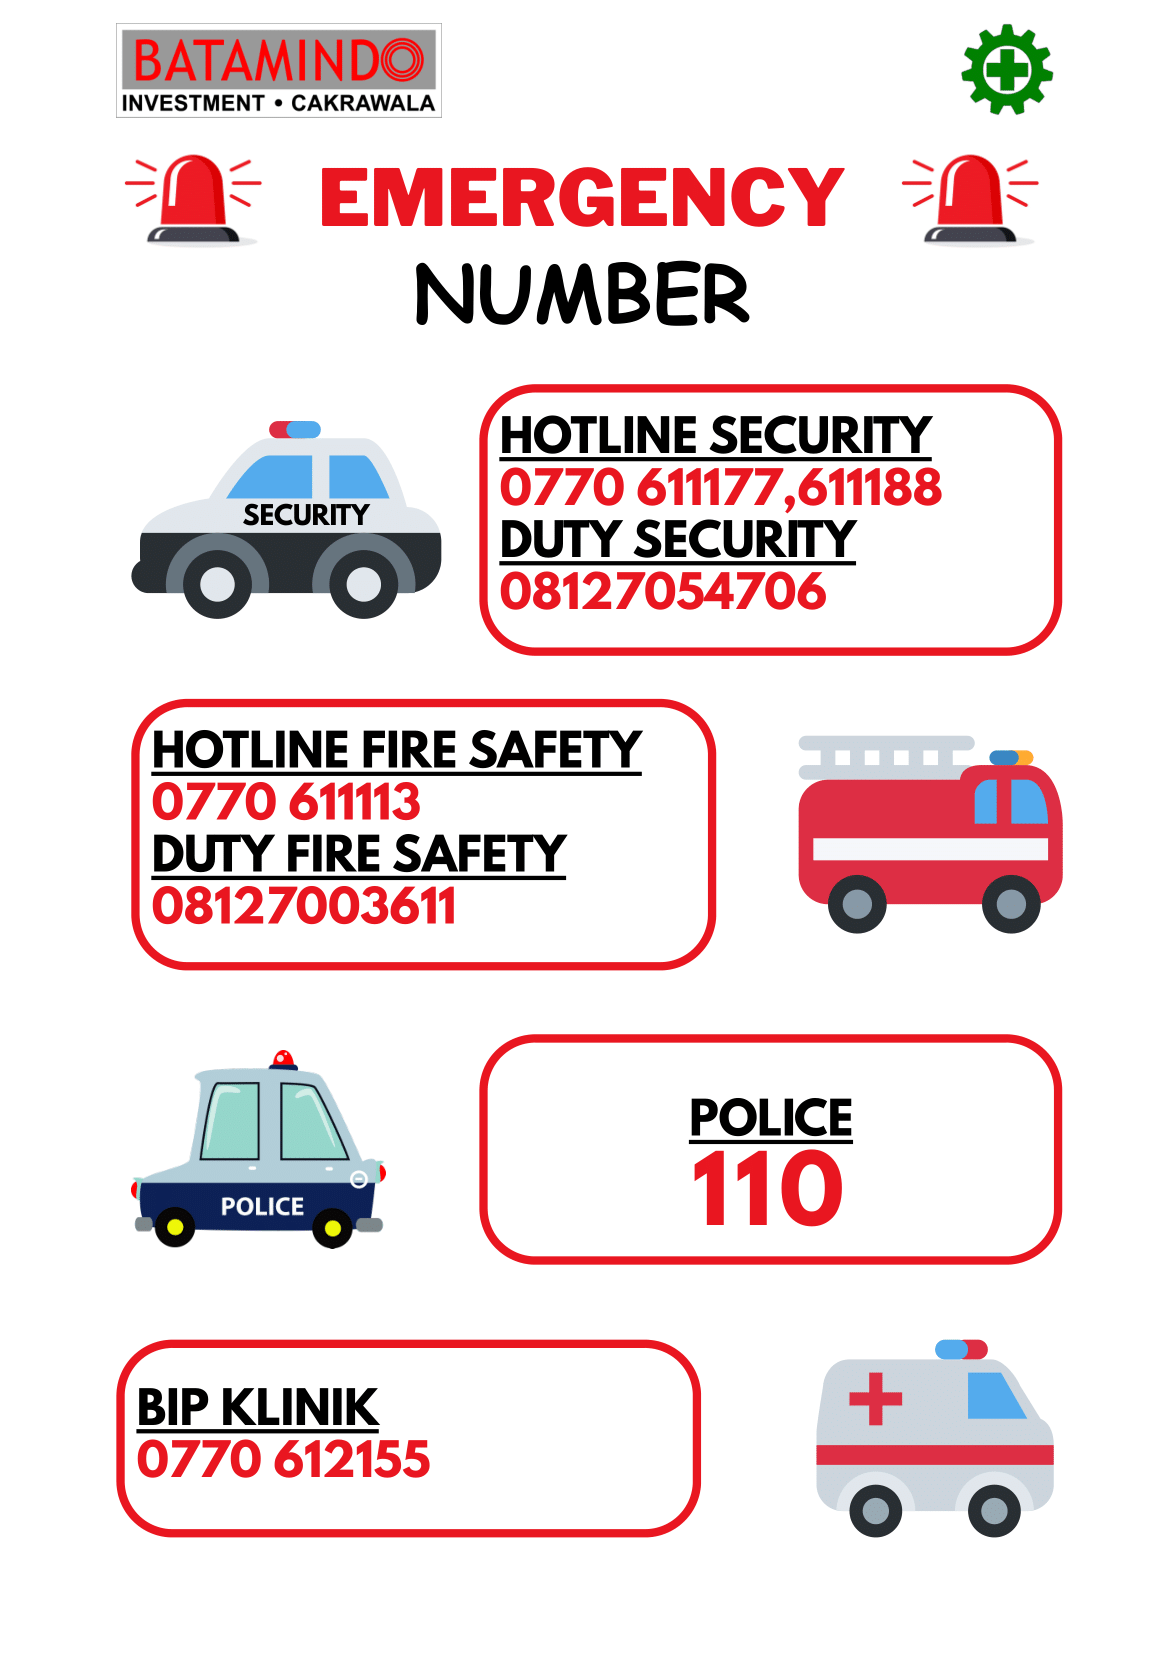 BATAMINDO
INVESTMENT • CAKRAWALA
EMERGENCY
NUMBER
SECURITY
HOTLINE SECURITY
0770 611177,611188
DUTY SECURITY
08127054706
HOTLINE FIRE SAFETY
0770 611113
DUTY FIRE SAFETY
08127003611
POLICE
POLICE
110
BIP KLINIK
0770 612155